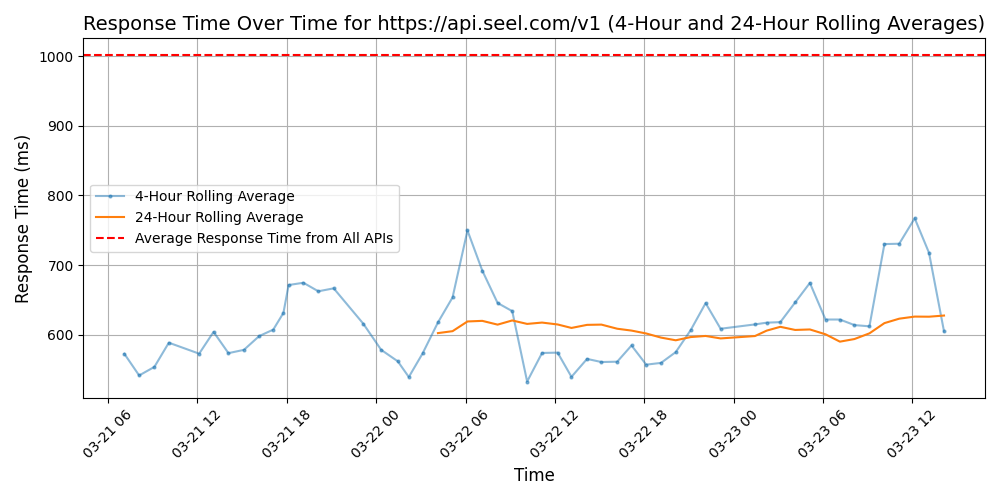 Response Time Over Time for https://api.seel.com/v1 (4-Hour and 24-Hour Rolling Averages)
Response Time (ms)
1000
900
800
700
600
4-Hour Rolling Average
24-Hour Rolling Average
Average Response Time from All APIs
03-21 06
03-21 12
03-21 18
03-22 00
03-22 06
03-22 12
03-22 18
03-23 00
03-23 06
03-23 12
Time